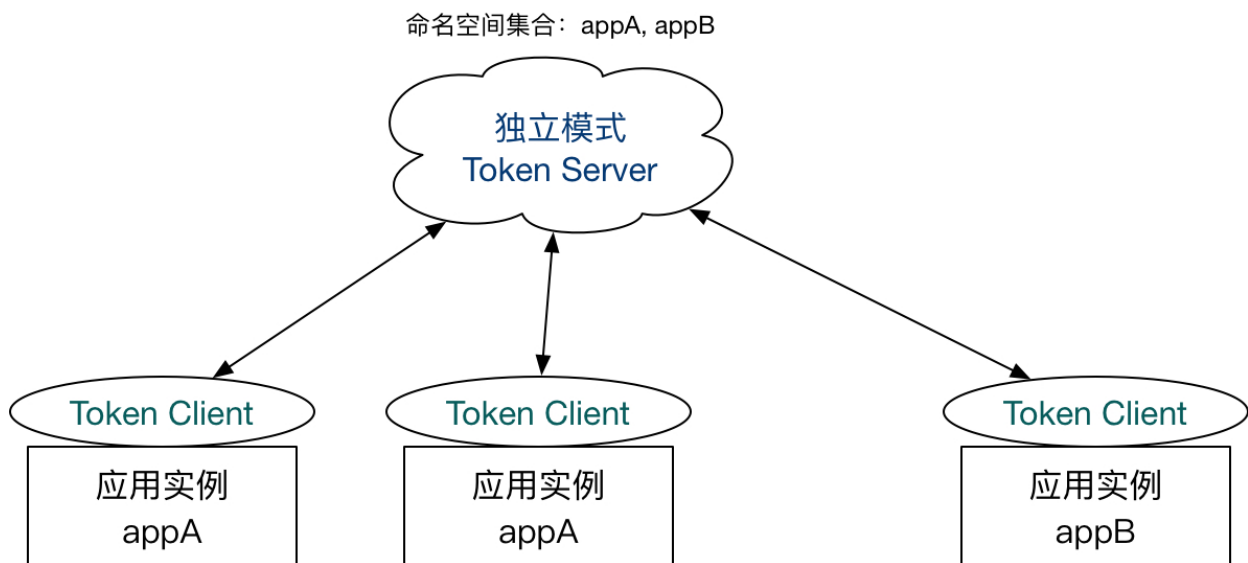 命名空间集合：appA, appB
独立模式
Token Server
Token Client
Token Client
Token Client
应用实例
appA
应用实例
appA
应用实例
appB